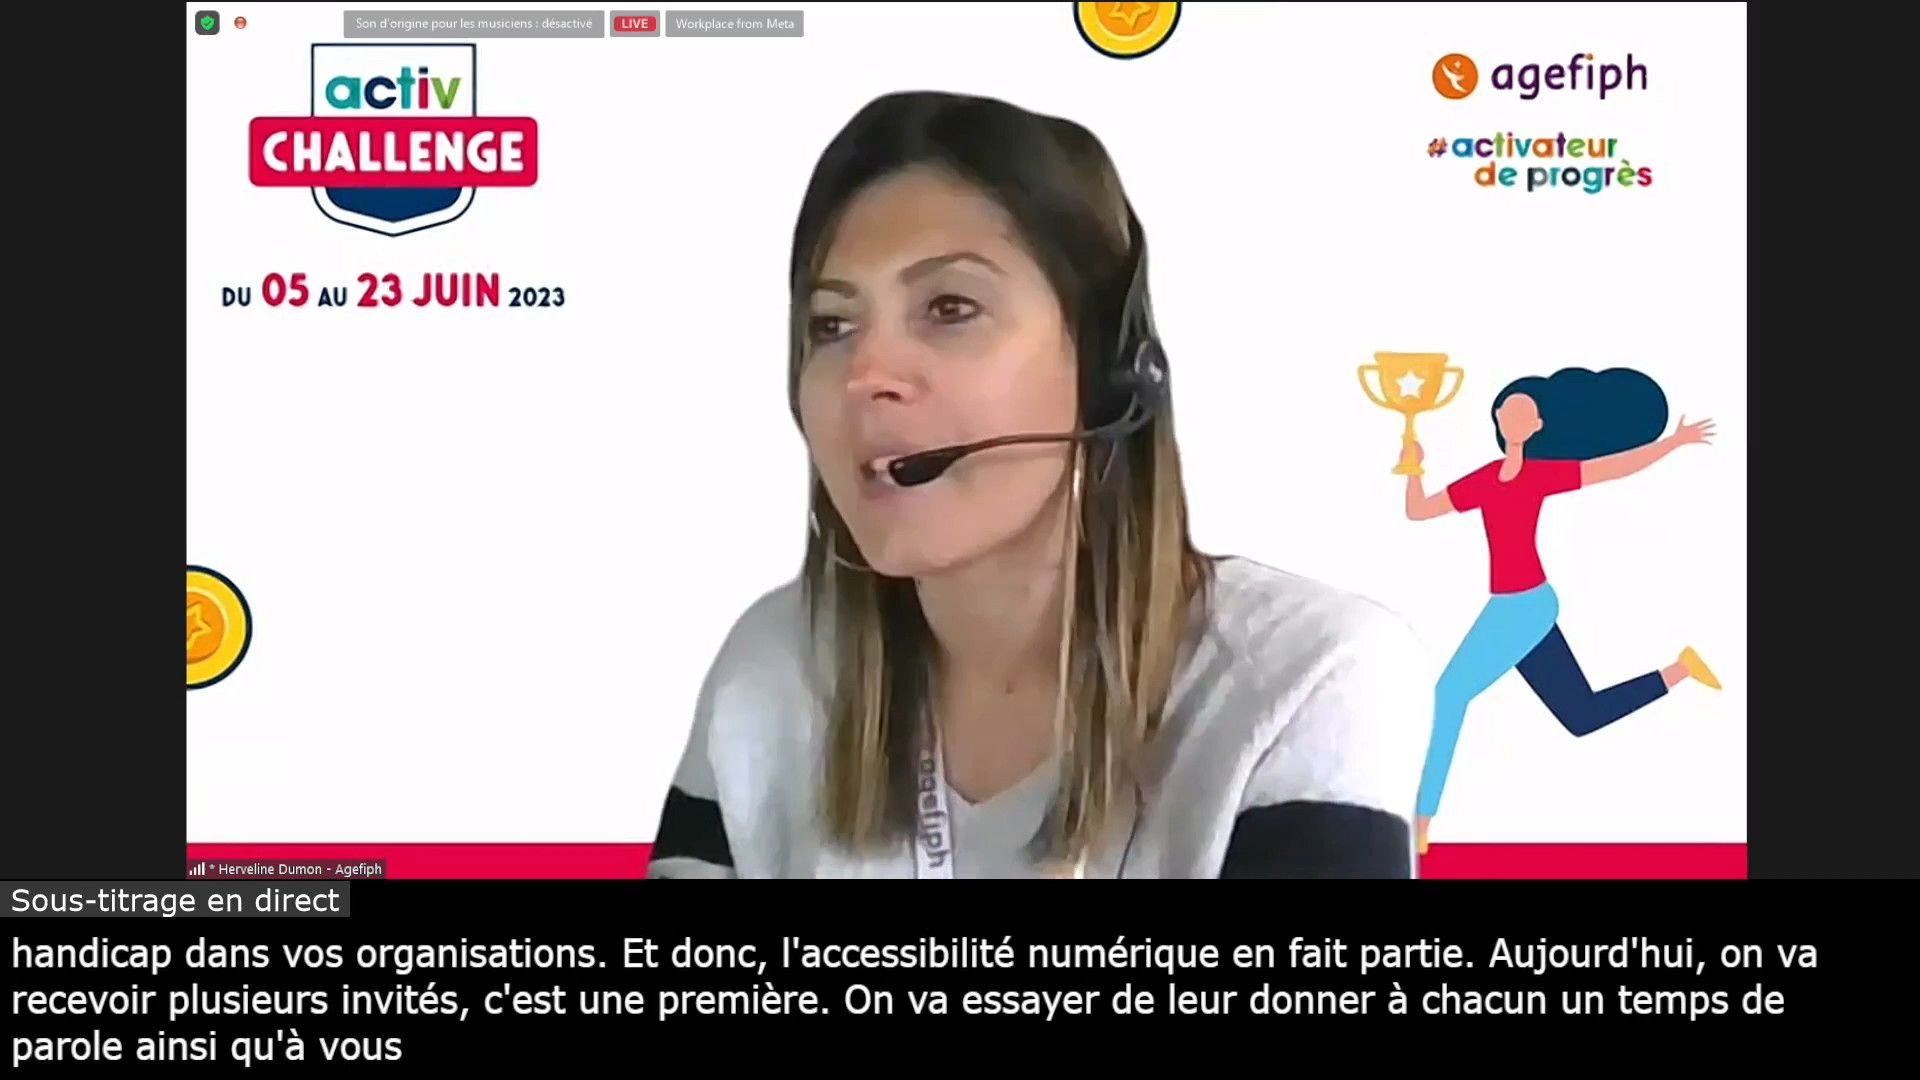 Son d'origine pour les musiciens : désactivé
LIVE
Workplace from Meta
activ
CHALLENGE
DU 05 AU 23 JUIN 2023
agefiph
#activateur
de progrès
agefiph
* Herveline Dumon - Agefiph
Sous-titrage en direct
handicap dans vos organisations. Et donc, l'accessibilité numérique en fait partie. Aujourd'hui, on va
recevoir plusieurs invités, c'est une première. On va essayer de leur donner à chacun un temps de
parole ainsi qu'à vous